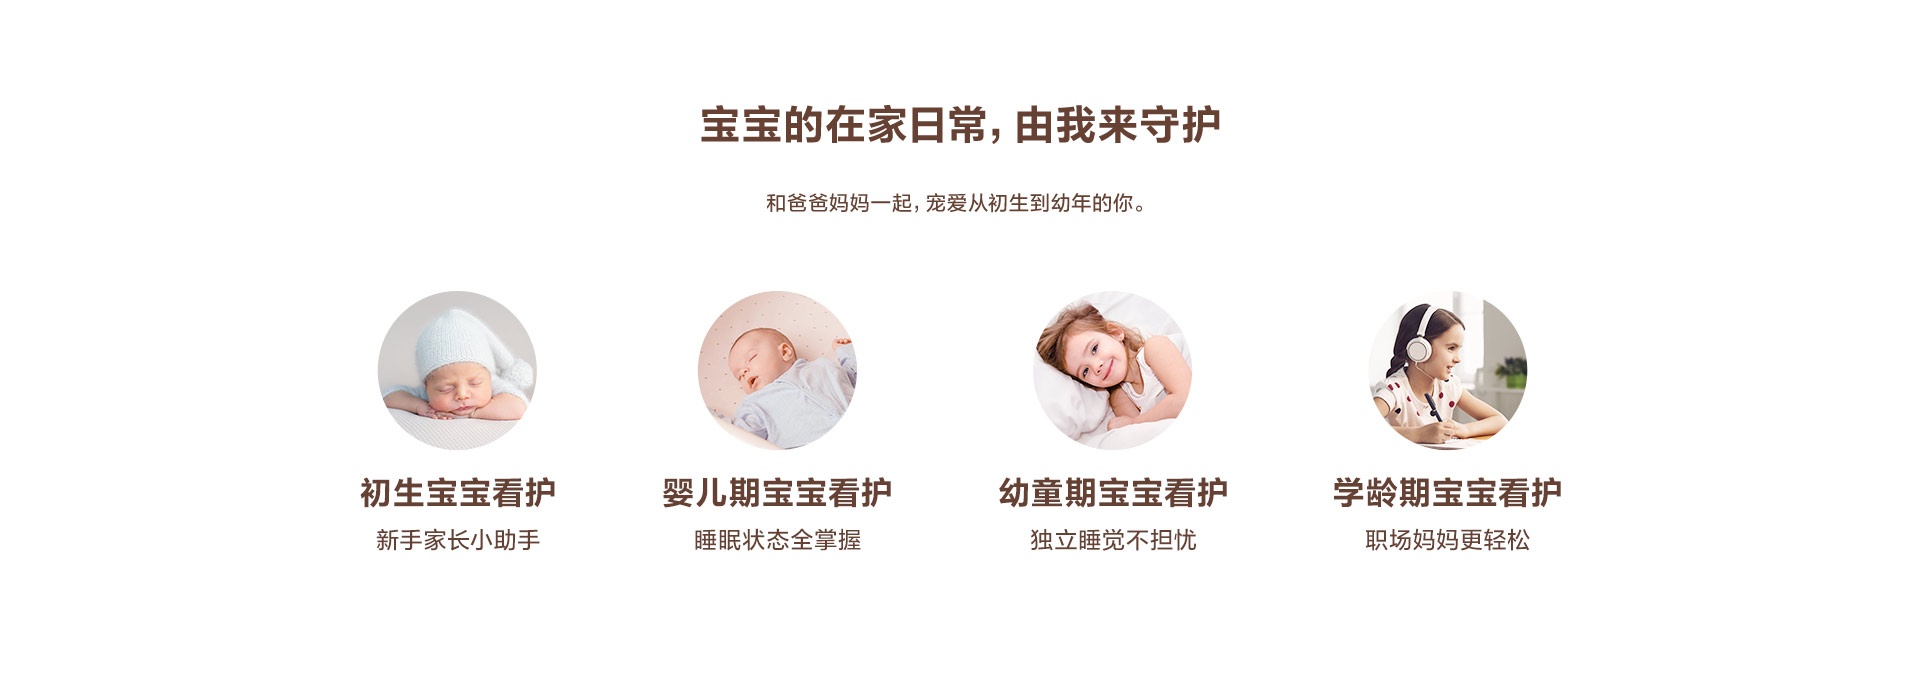 宝宝的在家日常，由我来守护
和爸爸妈妈一起，宠爱从初生到幼年的你。
初生宝宝看护
新手家长小助手
婴儿期宝宝看护
睡眠状态全掌握
幼童期宝宝看护
独立睡觉不担忧
学龄期宝宝看护
职场妈妈更轻松